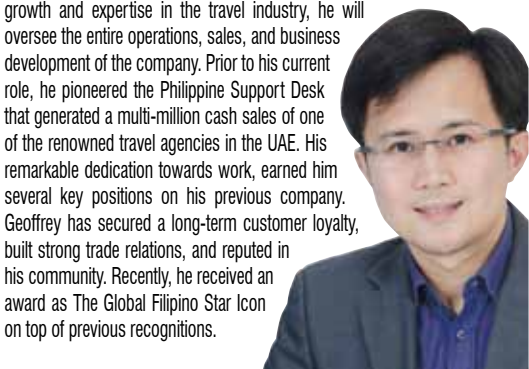 growth and expertise in the travel industry, he will
oversee the entire operations, sales, and business
development of the company. Prior to his current
role, he pioneered the Philippine Support Desk
that generated a multi-million cash sales of one
of the renowned travel agencies in the UAE. His
remarkable dedication towards work, earned him
several key positions on his previous company.
Geoffrey has secured a long-term customer loyalty,
built strong trade relations, and reputed in
his community. Recently, he received an
award as The Global Filipino Star Icon
on top of previous recognitions.